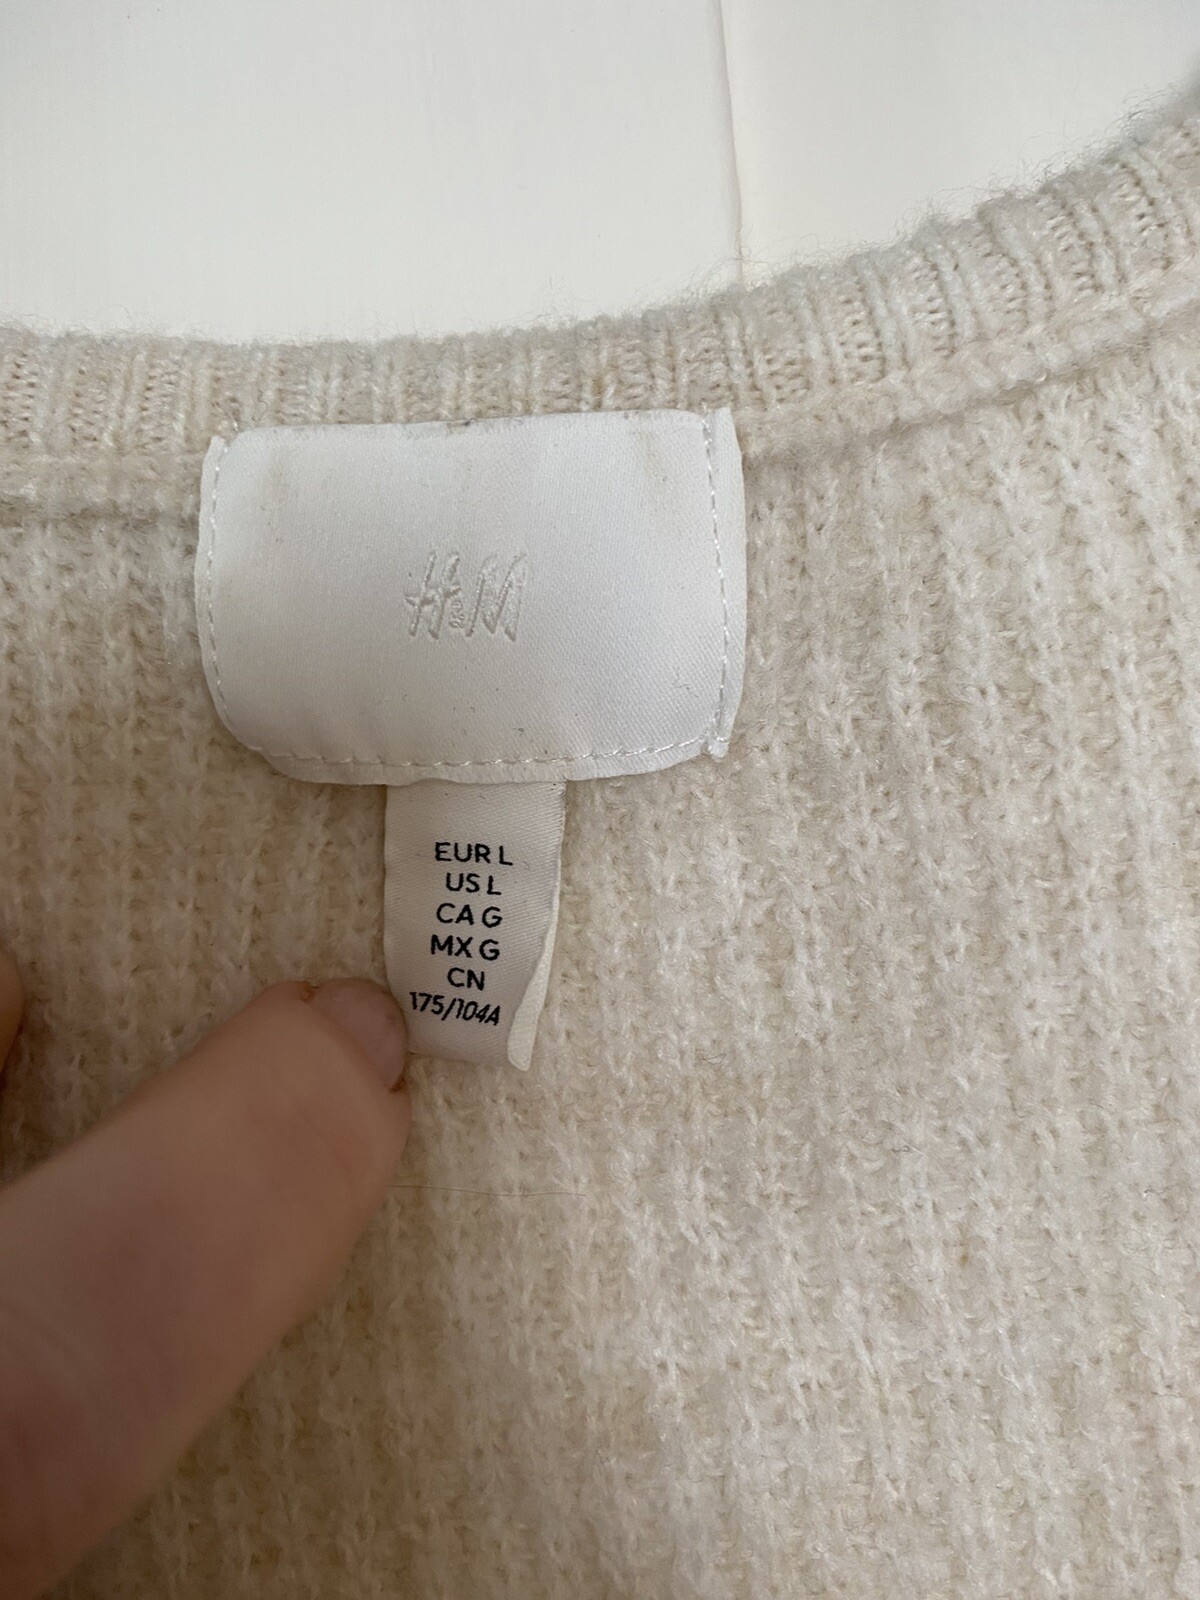 H&M
EUR L
US L
CA G
MX G
CN
175/104A